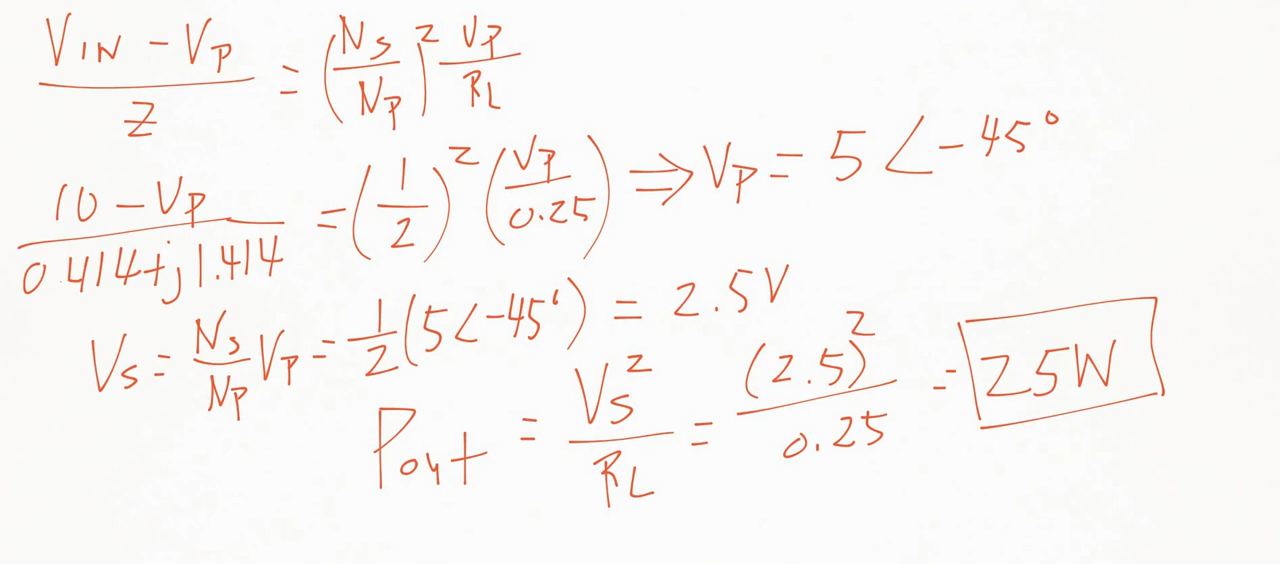 (VIN - VP)/Z = (NS/NP)² VP/RL
(10 - VP)/(0.414+j1.414) = (1/2)² (VP/0.25) ⟹ VP = 5∠-45°
VS = NS/NP VP = 1/2 (5∠-45°) = 2.5V
Pout = VS²/RL = (2.5)²/0.25 = 25W